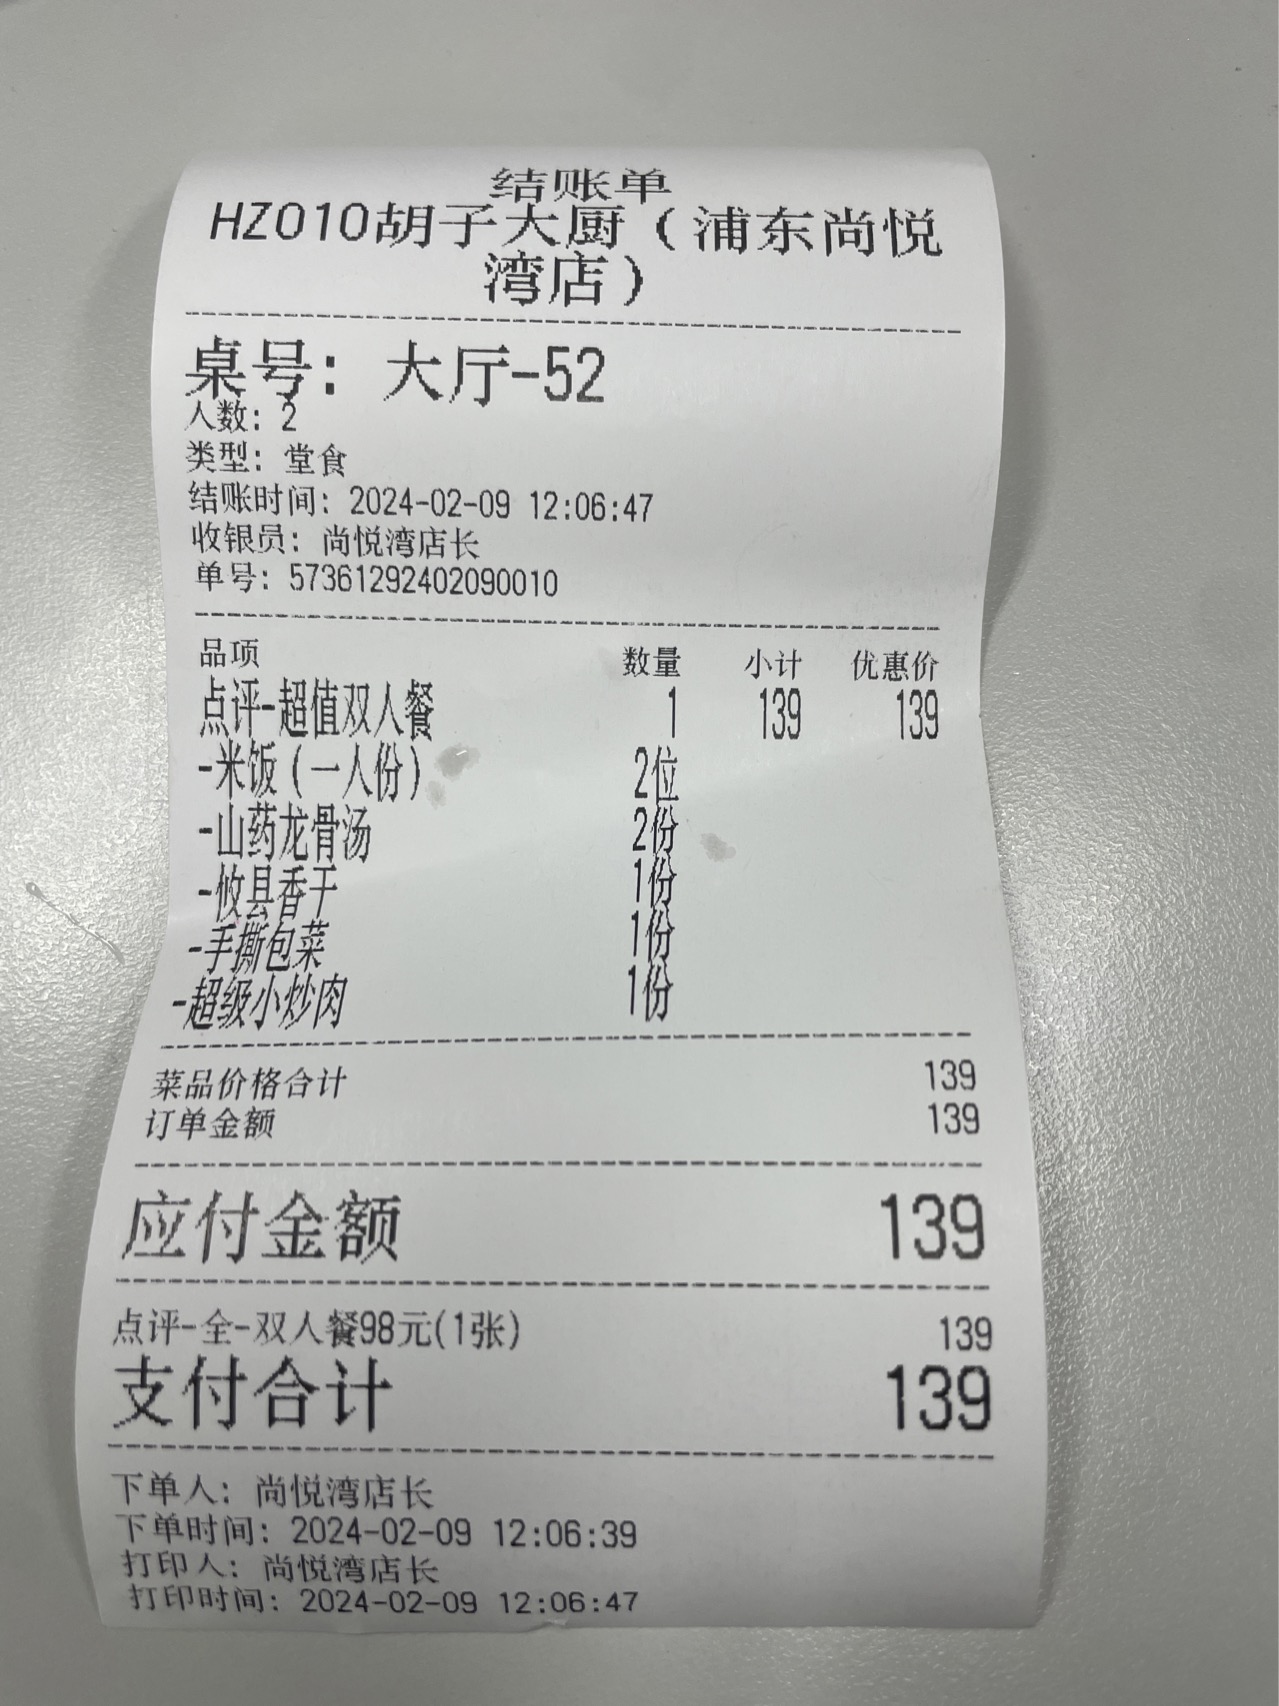 结账单
HZ010胡子大厨（浦东尚悦
湾店）
桌号：大厅-52
人数：2
类型：堂食
结账时间：2024-02-09 12:06:47
收银员：尚悦湾店长
单号：57361292402090010
品项 数量 小计 优惠价
点评-超值双人餐 1 139 139
-米饭（一人份） 2位
-山药龙骨汤 2份
-攸县香干 1份
-手撕包菜 1份
-超级小炒肉 1份
菜品价格合计 139
订单金额 139
应付金额 139
点评-全-双人餐98元(1张) 139
支付合计 139
下单人：尚悦湾店长
下单时间：2024-02-09 12:06:39
打印人：尚悦湾店长
打印时间：2024-02-09 12:06:47